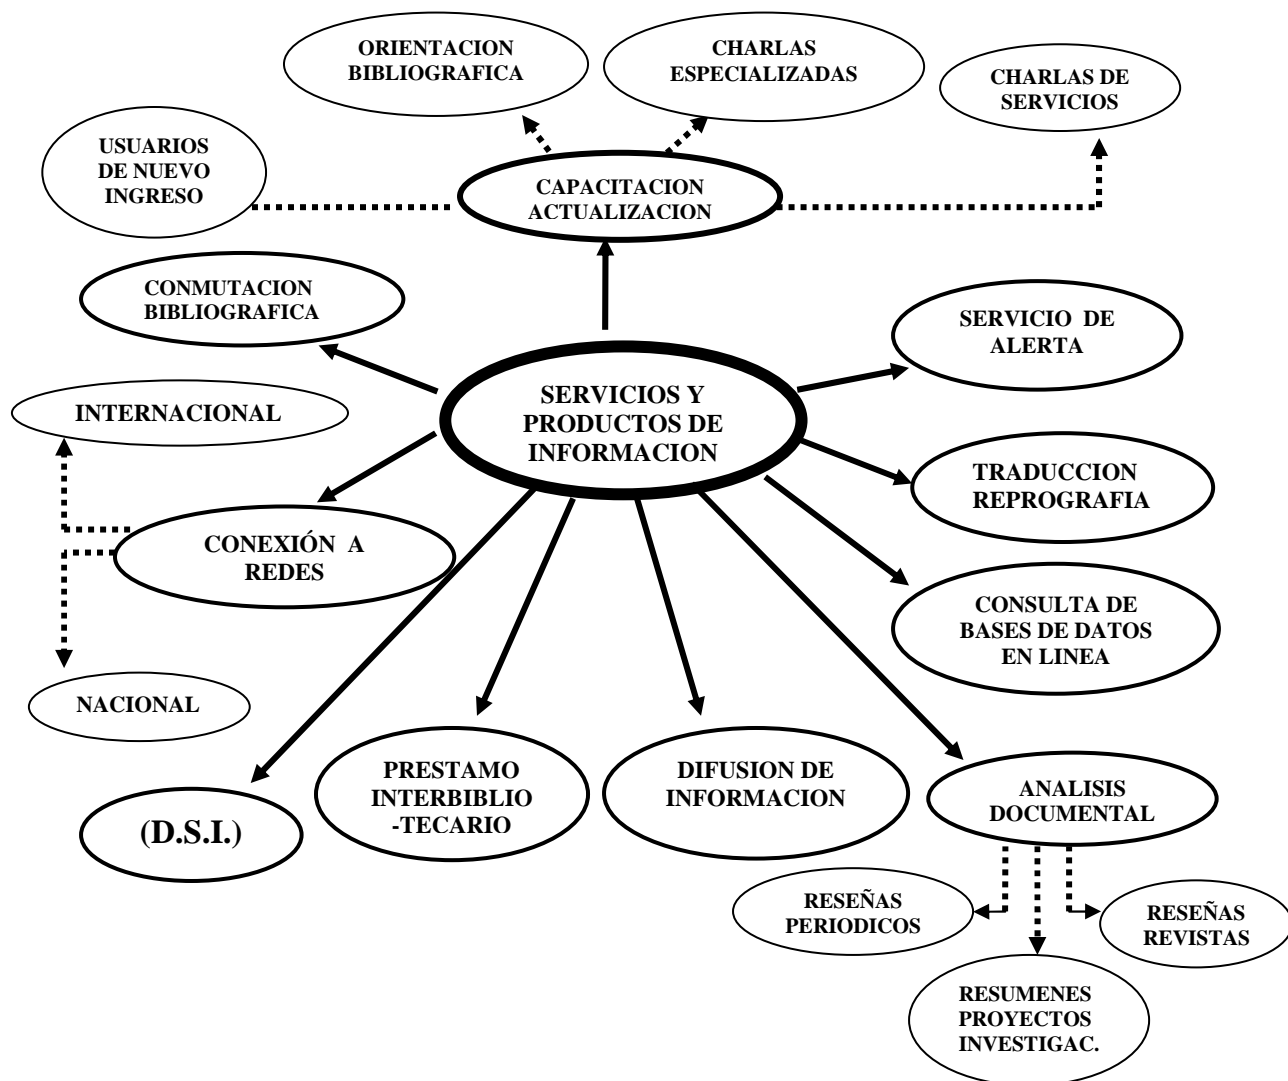 ORIENTACION
BIBLIOGRAFICA
CHARLAS
ESPECIALIZADAS
CHARLAS DE
SERVICIOS
USUARIOS
DE NUEVO
INGRESO
CAPACITACION
ACTUALIZACION
CONMUTACION
BIBLIOGRAFICA
SERVICIO DE
ALERTA
SERVICIOS Y
PRODUCTOS DE
INFORMACION
INTERNACIONAL
TRADUCCION
REPROGRAFIA
CONEXIÓN A
REDES
CONSULTA DE
BASES DE DATOS
EN LINEA
NACIONAL
(D.S.I.)
PRESTAMO
INTERBIBLIO
-TECARIO
DIFUSION DE
INFORMACION
ANALISIS
DOCUMENTAL
RESEÑAS
PERIODICOS
RESEÑAS
REVISTAS
RESUMENES
PROYECTOS
INVESTIGAC.